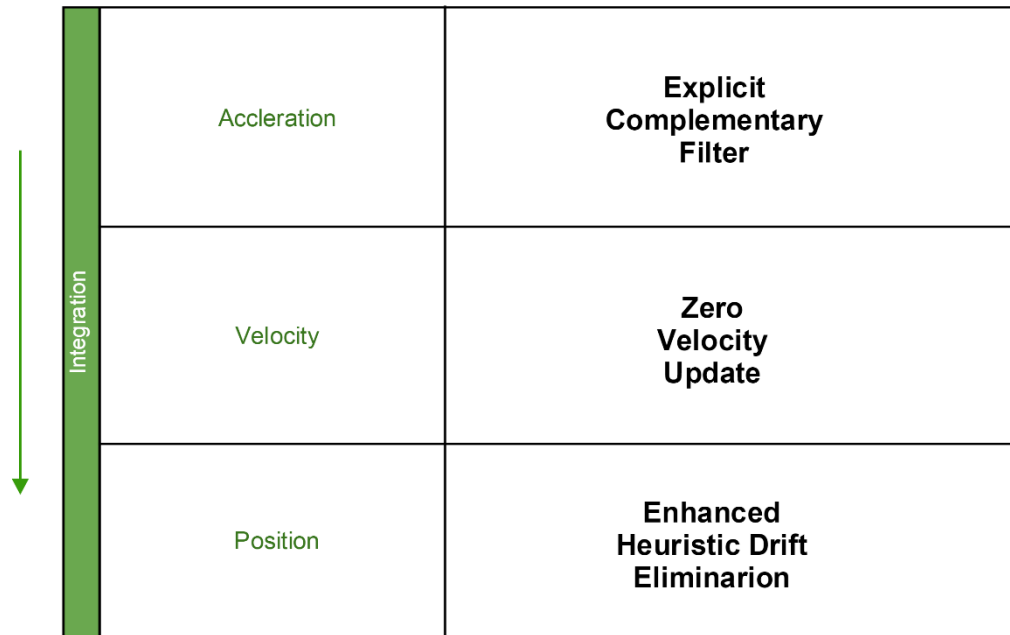 Integration
Accleration
Explicit
Complementary
Filter
Velocity
Zero
Velocity
Update
Position
Enhanced
Heuristic Drift
Eliminarion